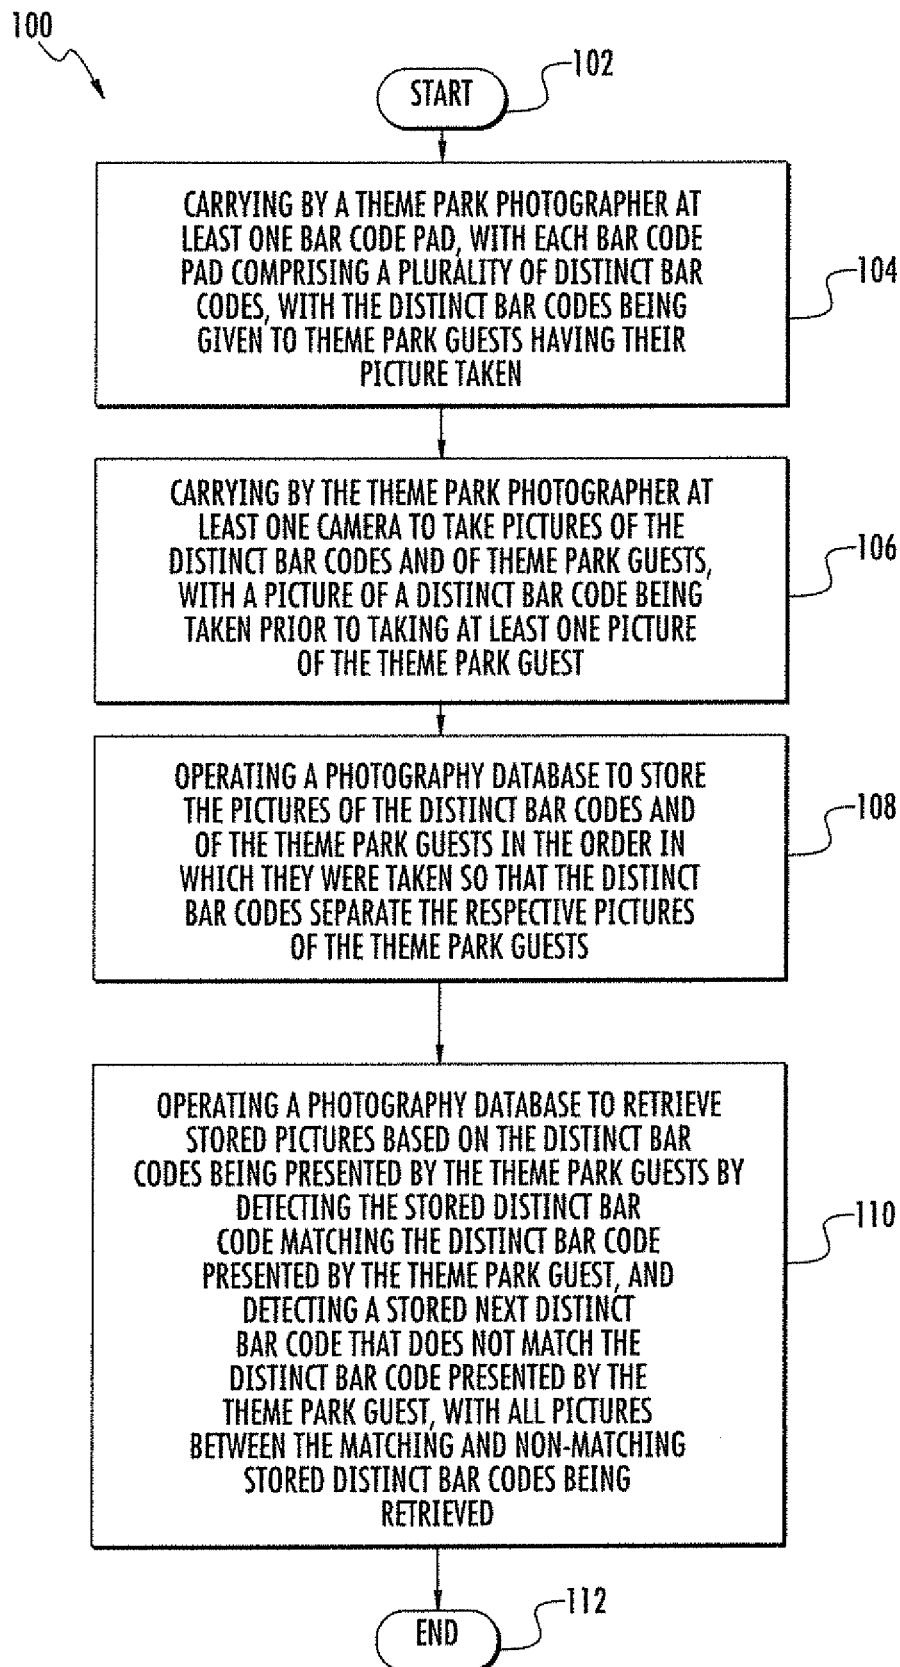 100
START
102
CARRYING BY A THEME PARK PHOTOGRAPHER AT
LEAST ONE BAR CODE PAD, WITH EACH BAR CODE
PAD COMPRISING A PLURALITY OF DISTINCT BAR
CODES, WITH THE DISTINCT BAR CODES BEING
GIVEN TO THEME PARK GUESTS HAVING THEIR
PICTURE TAKEN
104
CARRYING BY THE THEME PARK PHOTOGRAPHER AT
LEAST ONE CAMERA TO TAKE PICTURES OF THE
DISTINCT BAR CODES AND OF THEME PARK GUESTS,
WITH A PICTURE OF A DISTINCT BAR CODE BEING
TAKEN PRIOR TO TAKING AT LEAST ONE PICTURE
OF THE THEME PARK GUEST
106
OPERATING A PHOTOGRAPHY DATABASE TO STORE
THE PICTURES OF THE DISTINCT BAR CODES AND
OF THE THEME PARK GUESTS IN THE ORDER IN
WHICH THEY WERE TAKEN SO THAT THE DISTINCT
BAR CODES SEPARATE THE RESPECTIVE PICTURES
OF THE THEME PARK GUESTS
108
OPERATING A PHOTOGRAPHY DATABASE TO RETRIEVE
STORED PICTURES BASED ON THE DISTINCT BAR
CODES BEING PRESENTED BY THE THEME PARK GUESTS BY
DETECTING THE STORED DISTINCT BAR
CODE MATCHING THE DISTINCT BAR CODE
PRESENTED BY THE THEME PARK GUEST, AND
DETECTING A STORED NEXT DISTINCT
BAR CODE THAT DOES NOT MATCH THE
DISTINCT BAR CODE PRESENTED BY THE
THEME PARK GUEST, WITH ALL PICTURES
BETWEEN THE MATCHING AND NON-MATCHING
STORED DISTINCT BAR CODES BEING
RETRIEVED
110
END
112